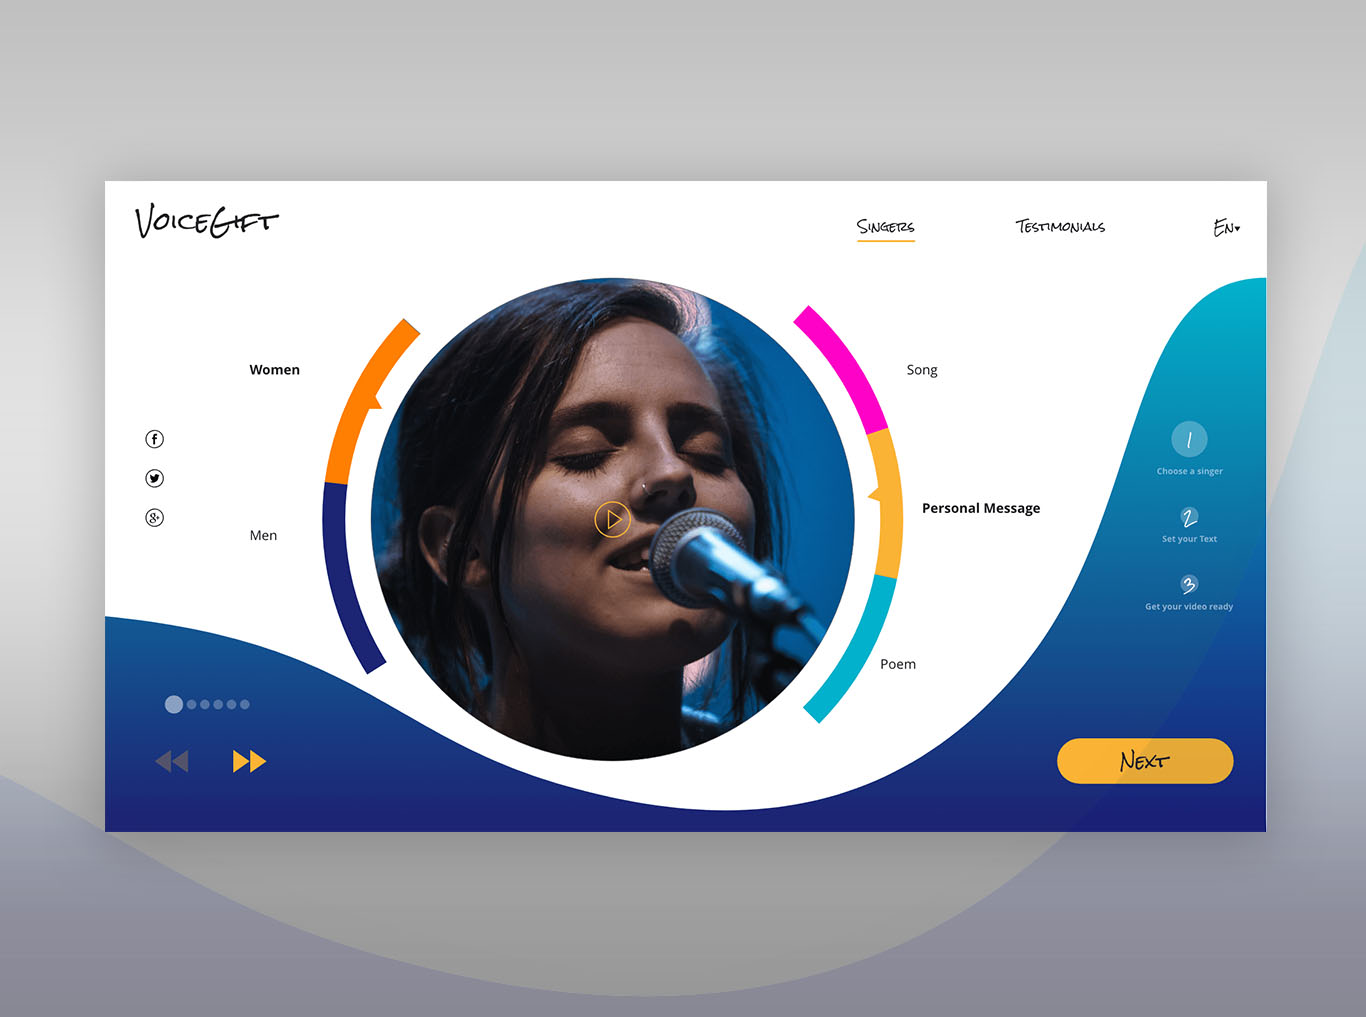 VoiceGift
Singers
Testimonials
En
Women
Men
Song
Personal Message
Poem
1
Choose a singer
2
Set your Text
3
Get your video ready
Next